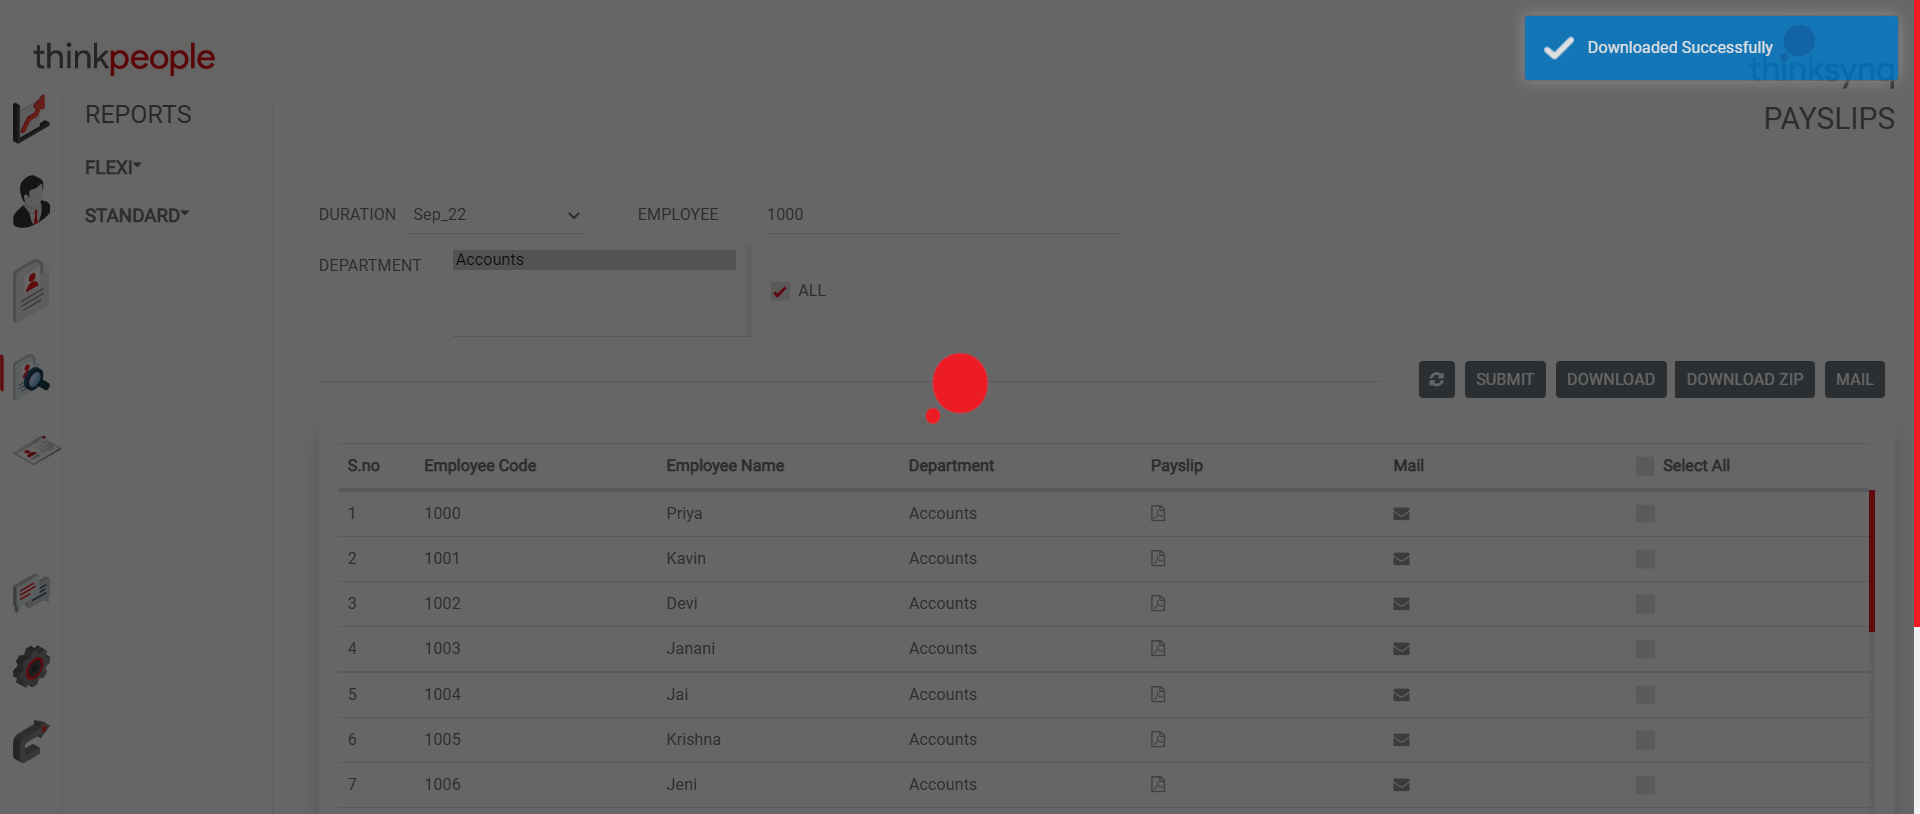 Downloaded Successfully
thinkpeople
thinksynq
REPORTS
PAYSLIPS
FLEXI
STANDARD
DURATION Sep_22 EMPLOYEE 1000
DEPARTMENT Accounts
ALL
SUBMIT DOWNLOAD DOWNLOAD ZIP MAIL
S.no Employee Code Employee Name Department Payslip Mail Select All
1 1000 Priya Accounts
2 1001 Kavin Accounts
3 1002 Devi Accounts
4 1003 Janani Accounts
5 1004 Jai Accounts
6 1005 Krishna Accounts
7 1006 Jeni Accounts